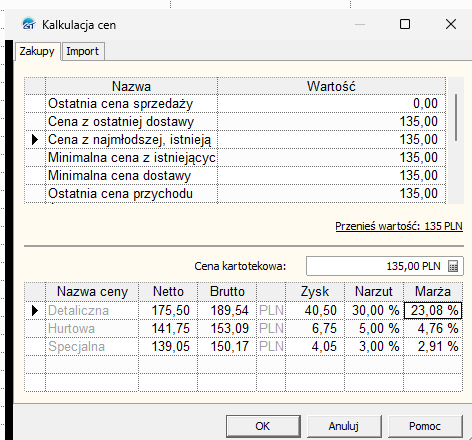 Kalkulacja cen
Zakupy Import
Nazwa Wartość
Ostatnia cena sprzedaży 0,00
Cena z ostatniej dostawy 135,00
Cena z najmłodszej, istnieją 135,00
Minimalna cena z istniejącyc 135,00
Minimalna cena dostawy 135,00
Ostatnia cena przychodu 135,00
Przenieś wartość: 135 PLN
Cena kartotekowa: 135,00 PLN
Nazwa ceny Netto Brutto Zysk Narzut Marża
Detaliczna 175,50 189,54 PLN 40,50 30,00 % 23,08 %
Hurtowa 141,75 153,09 PLN 6,75 5,00 % 4,76 %
Specjalna 139,05 150,17 PLN 4,05 3,00 % 2,91 %
OK Anuluj Pomoc